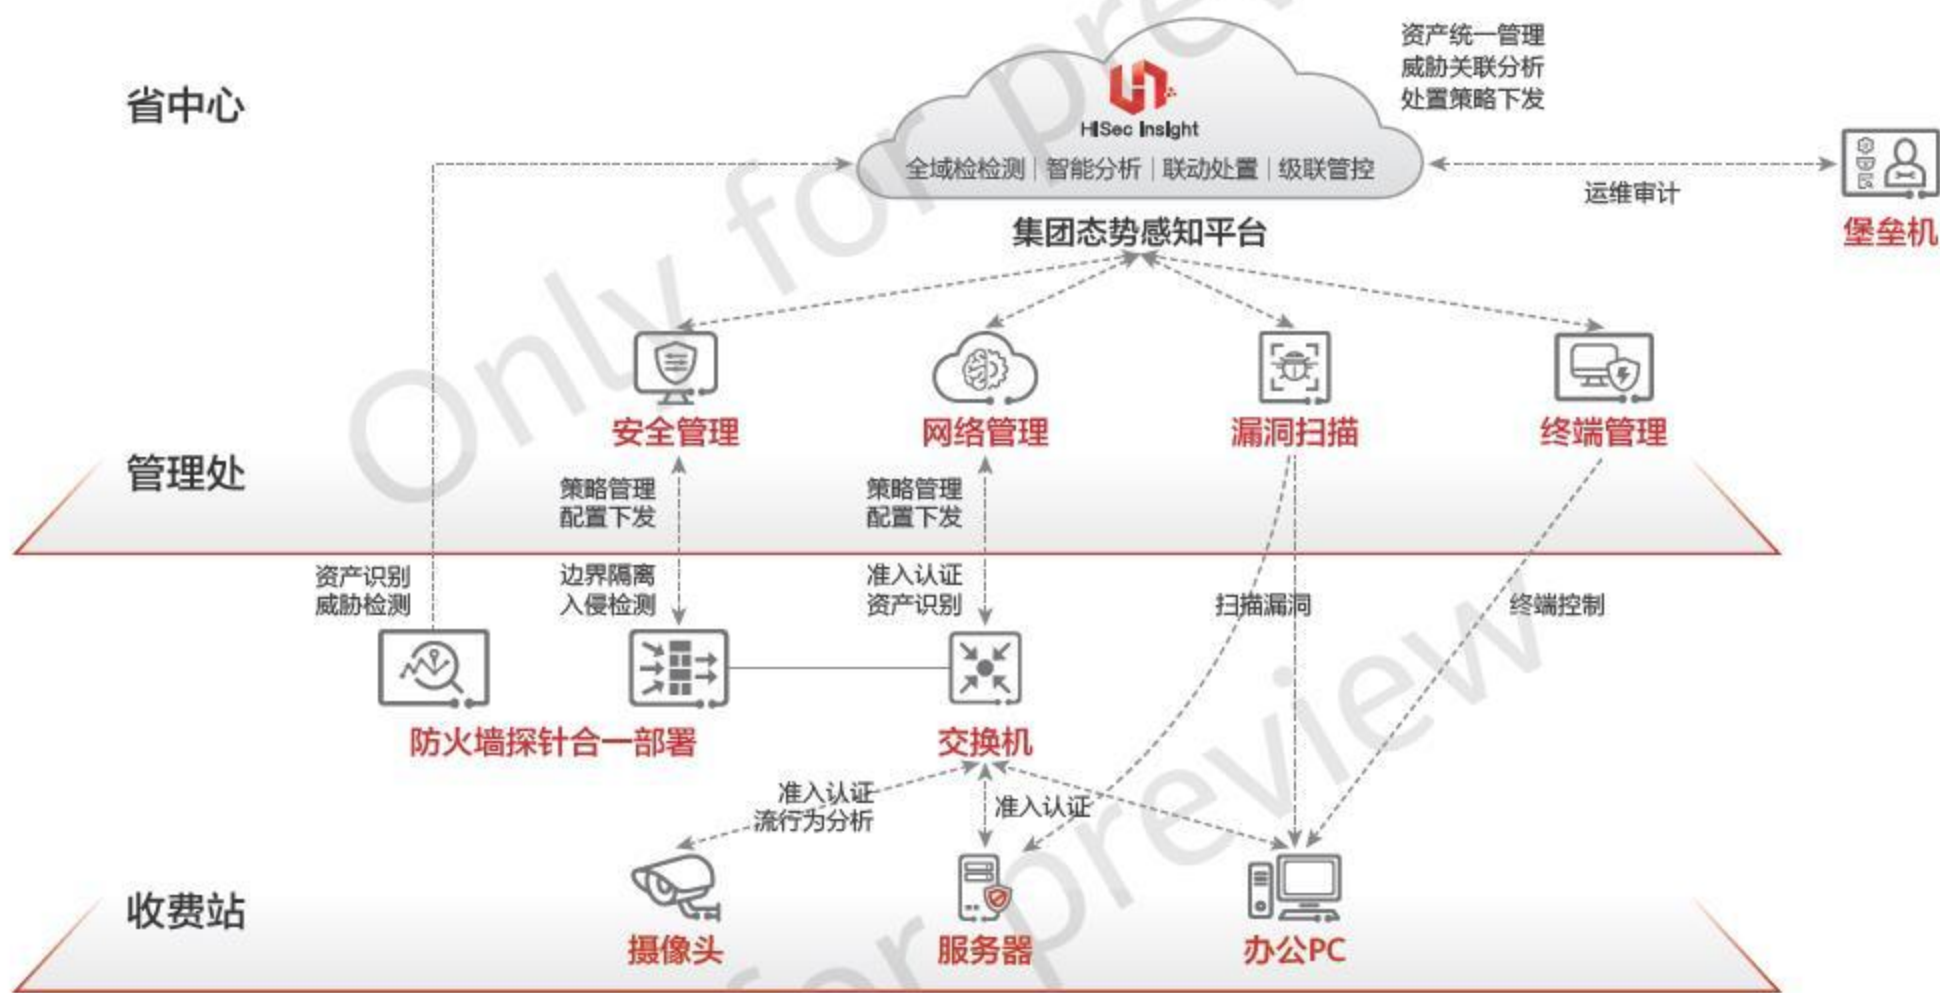 省中心
HiSec Insight
全域检检测 | 智能分析 | 联动处置 | 级联管控
集团态势感知平台
资产统一管理
威胁关联分析
处置策略下发
运维审计
堡垒机
安全管理
网络管理
漏洞扫描
终端管理
管理处
策略管理
配置下发
策略管理
配置下发
资产识别
威胁检测
边界隔离
入侵检测
准入认证
资产识别
扫描漏洞
终端控制
防火墙探针合一部署
交换机
准入认证
流行为分析
准入认证
收费站
摄像头
服务器
办公PC
Only for preview
for preview